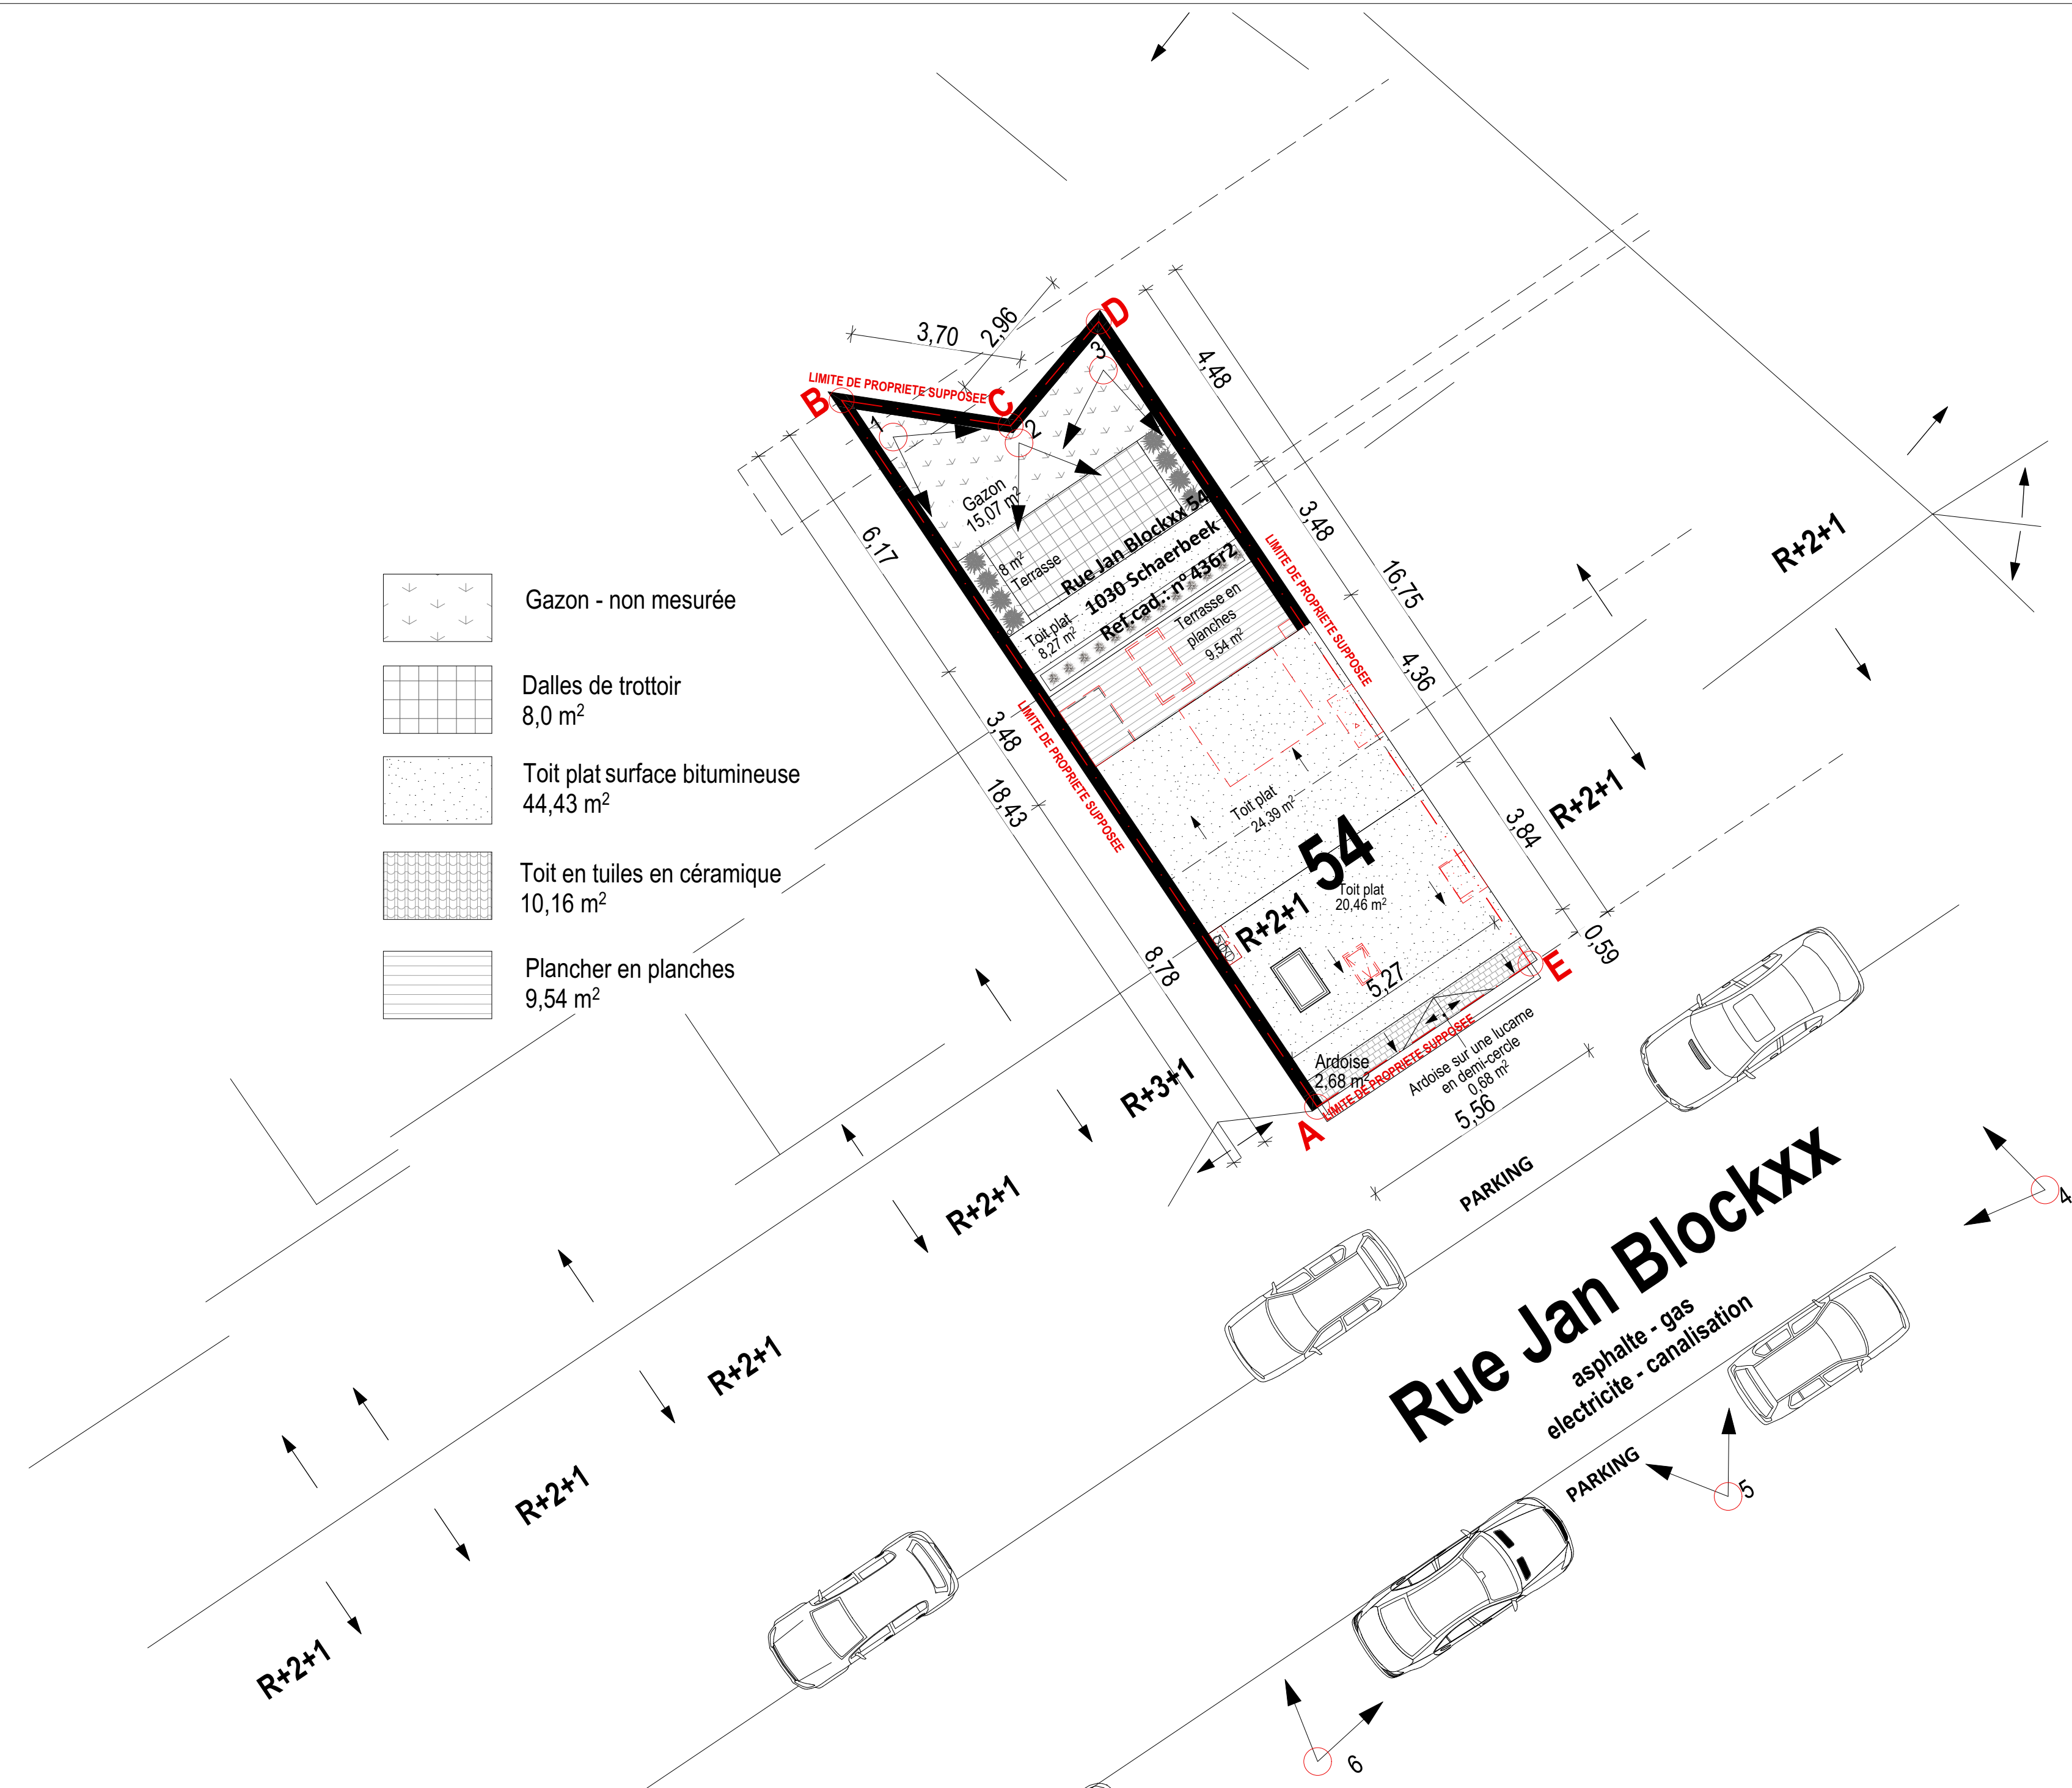 D
3,70
2,96
3
4,48
LIMITE DE PROPRIETE SUPPOSEE
B
C
1
2
6,17
Gazon
15,07 m²
3,48
16,75
8 m²
Terrasse
Rue Jan Blockxx 54
1030 Schaerbeek
Ref.cad.: n°436r2
LIMITE DE PROPRIETE SUPPOSEE
R+2+1
Toit plat
8,27 m²
Terrasse en
planches
9,54 m²
4,36
Gazon - non mesurée
Dalles de trottoir
8,0 m²
Toit plat surface bitumineuse
44,43 m²
Toit en tuiles en céramique
10,16 m²
Plancher en planches
9,54 m²
3,48
18,43
LIMITE DE PROPRIETE SUPPOSEE
Toit plat
24,39 m²
54
3,84
R+2+1
Toit plat
20,46 m²
R+2+1
8,78
5,27
0,59
E
Ardoise
2,68 m²
LIMITE DE PROPRIETE SUPPOSEE
Ardoise sur une lucarne
en demi-cercle
0,68 m²
5,56
A
R+3+1
R+2+1
PARKING
4
Rue Jan Blockxx
asphalte - gas
electricite - canalisation
R+2+1
PARKING
5
R+2+1
R+2+1
6